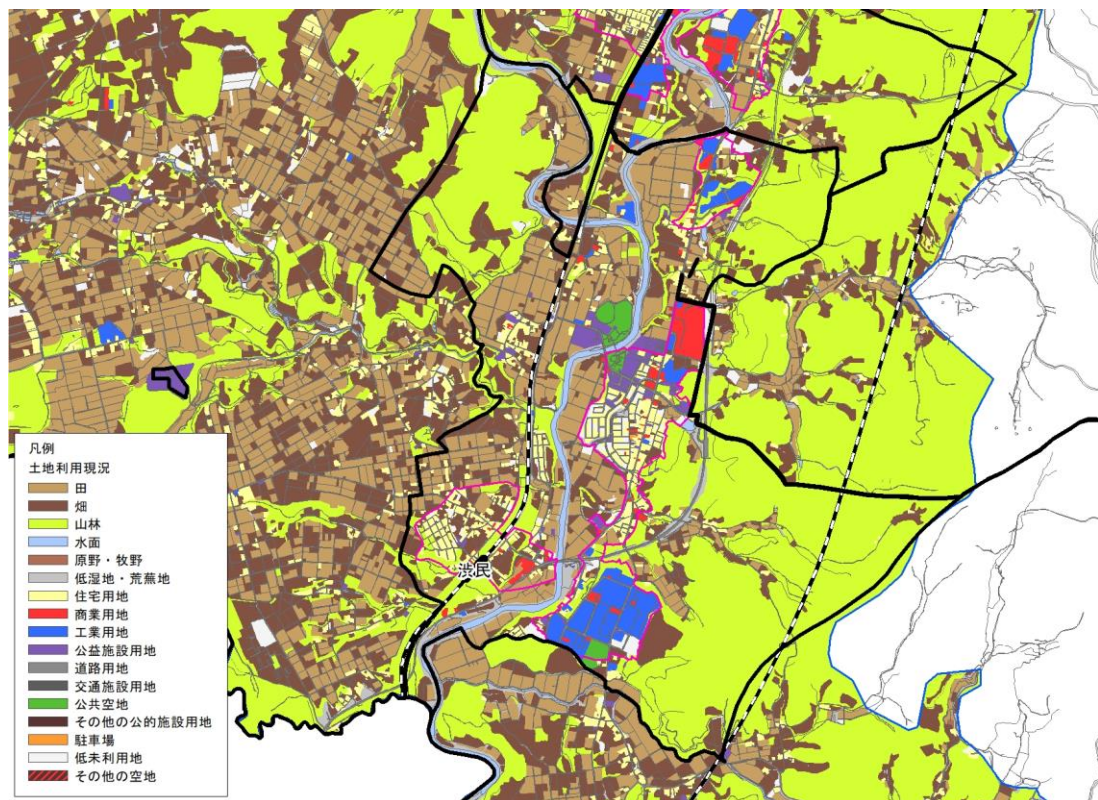 渋民
凡例
土地利用現況
田
畑
山林
水面
原野・牧野
低湿地・荒蕪地
住宅用地
商業用地
工業用地
公益施設用地
道路用地
交通施設用地
公共空地
その他の公的施設用地
駐車場
低未利用地
その他の空地